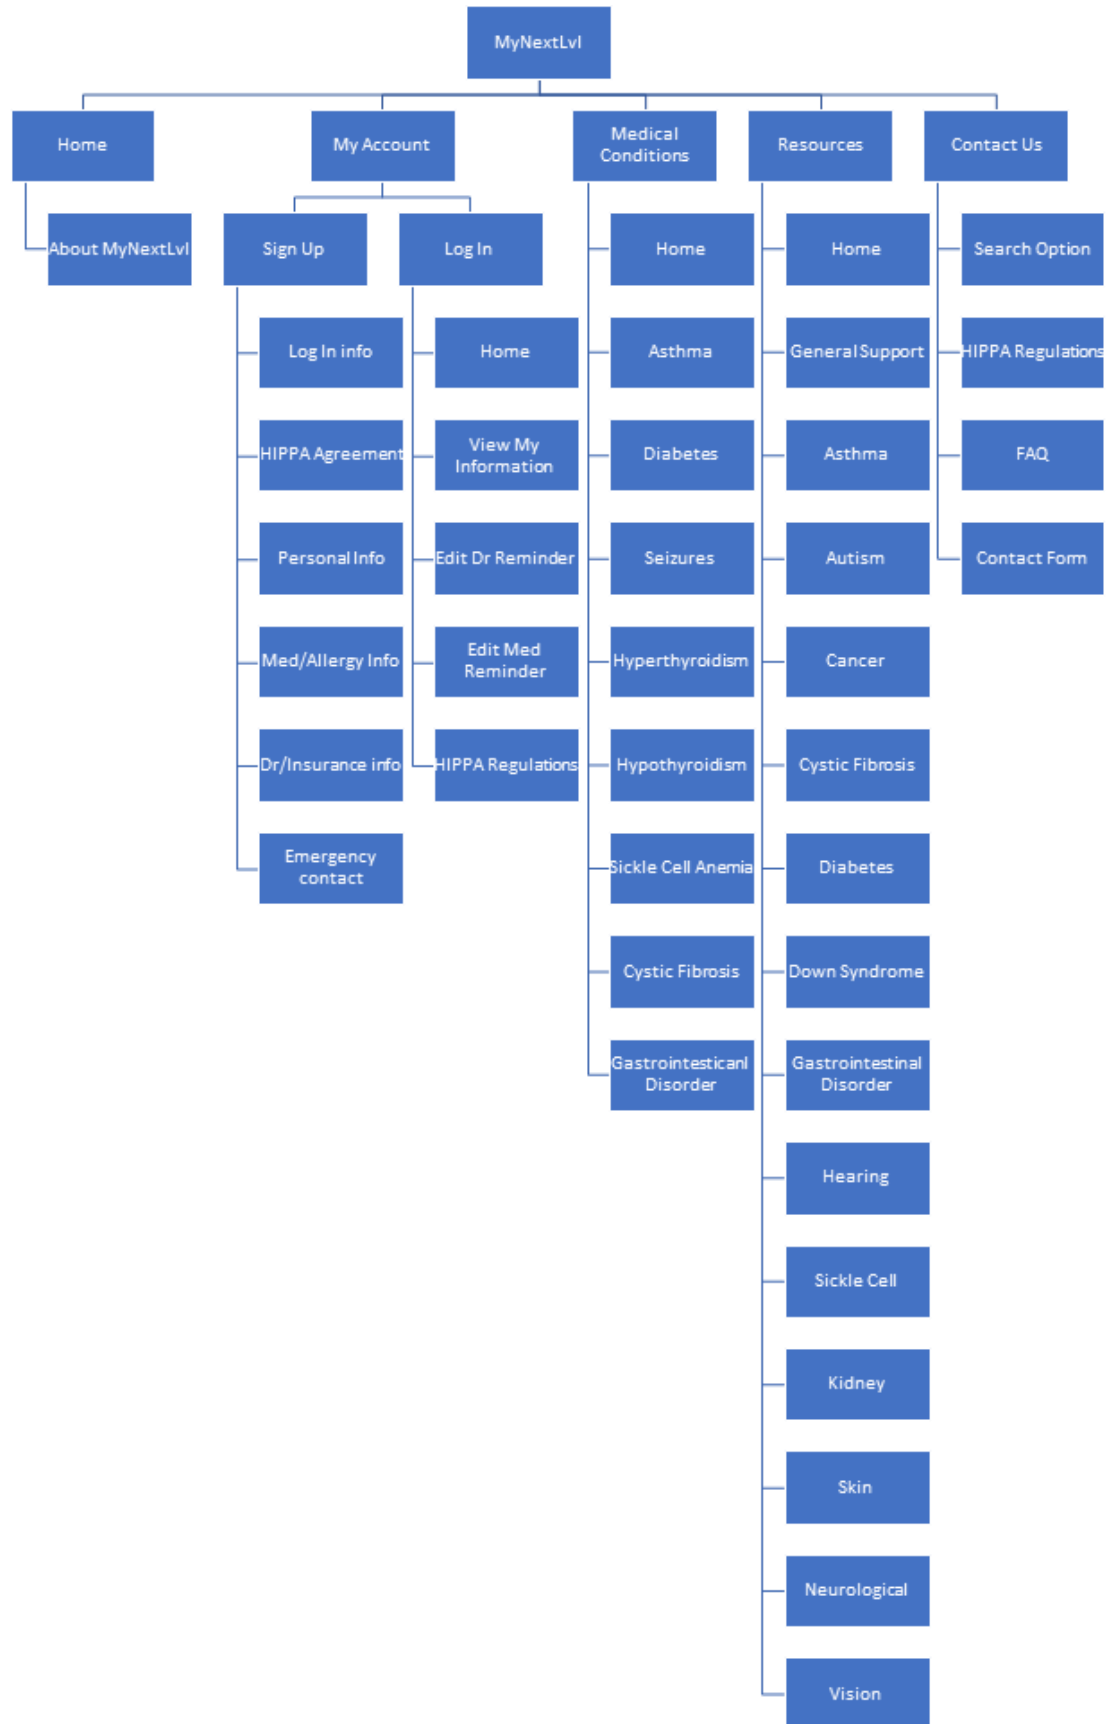 MyNextLvl
Home
My Account
Medical
Conditions
Resources
Contact Us
About MyNextLvl
Sign Up
Log In
Home
Home
Search Option
Log In info
Home
Asthma
General Support
HIPPA Regulations
HIPPA Agreement
View My
Information
Diabetes
Asthma
FAQ
Personal Info
Edit Dr Reminder
Seizures
Autism
Contact Form
Med/Allergy Info
Edit Med
Reminder
Hyperthyroidism
Cancer
Dr/Insurance info
HIPPA Regulations
Hypothyroidism
Cystic Fibrosis
Emergency
contact
Sickle Cell Anemia
Diabetes
Cystic Fibrosis
Down Syndrome
Gastrointesticanl
Disorder
Gastrointestinal
Disorder
Hearing
Sickle Cell
Kidney
Skin
Neurological
Vision